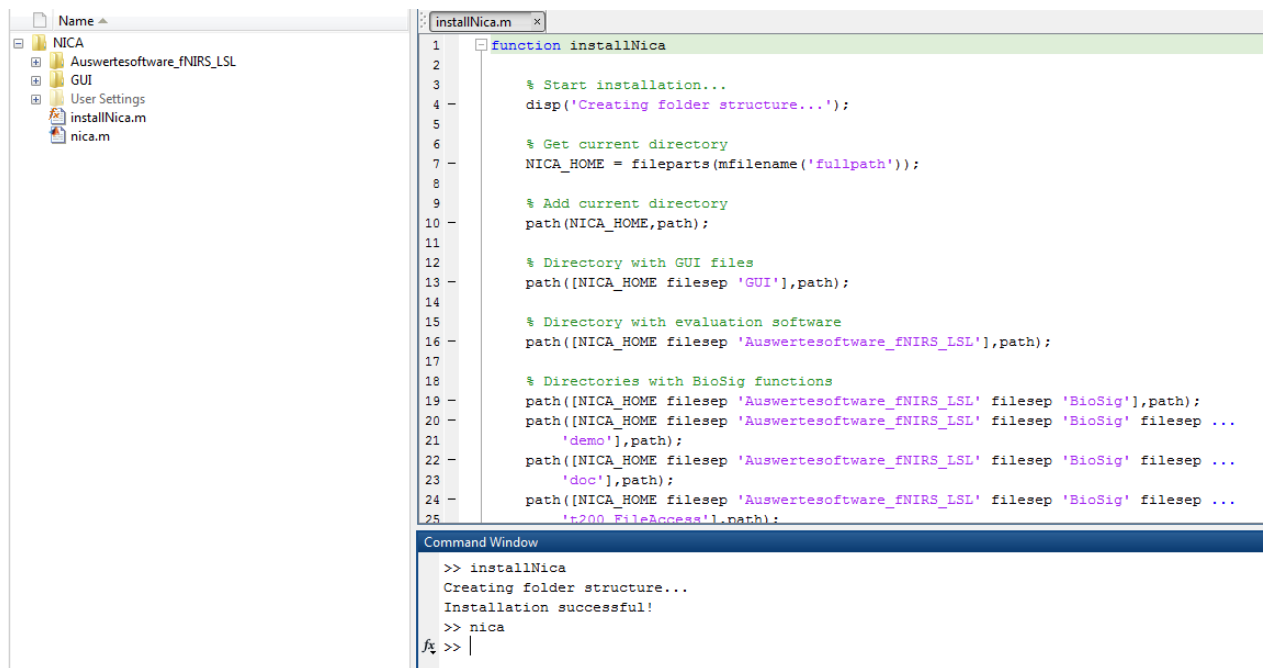 Name
NICA
Auswertesoftware_fNIRS_LSL
GUI
User Settings
installNica.m
nica.m
installNica.m ×
1 function installNica
2
3 % Start installation...
4 – disp('Creating folder structure...');
5
6 % Get current directory
7 – NICA_HOME = fileparts(mfilename('fullpath'));
8
9 % Add current directory
10 – path(NICA_HOME,path);
11
12 % Directory with GUI files
13 – path([NICA_HOME filesep 'GUI'],path);
14
15 % Directory with evaluation software
16 – path([NICA_HOME filesep 'Auswertesoftware_fNIRS_LSL'],path);
17
18 % Directories with BioSig functions
19 – path([NICA_HOME filesep 'Auswertesoftware_fNIRS_LSL' filesep 'BioSig'],path);
20 – path([NICA_HOME filesep 'Auswertesoftware_fNIRS_LSL' filesep 'BioSig' filesep ...
21 'demo'],path);
22 – path([NICA_HOME filesep 'Auswertesoftware_fNIRS_LSL' filesep 'BioSig' filesep ...
23 'doc'],path);
24 – path([NICA_HOME filesep 'Auswertesoftware_fNIRS_LSL' filesep 'BioSig' filesep ...
25 't200_FileAccess'],path);
Command Window
>> installNica
Creating folder structure...
Installation successful!
>> nica
fx >>